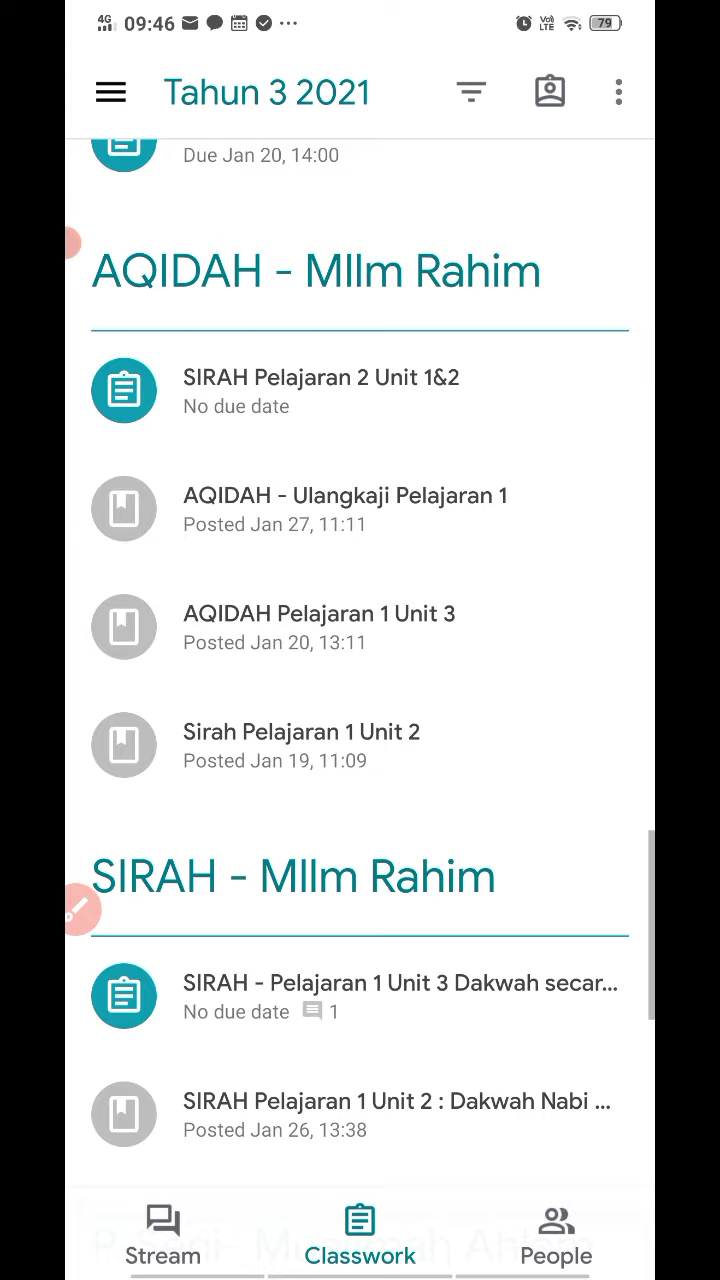 4G 09:46 Vo) LTE 79
Tahun 3 2021
Due Jan 20, 14:00
AQIDAH - Mllm Rahim
SIRAH Pelajaran 2 Unit 1&2
No due date
AQIDAH - Ulangkaji Pelajaran 1
Posted Jan 27, 11:11
AQIDAH Pelajaran 1 Unit 3
Posted Jan 20, 13:11
Sirah Pelajaran 1 Unit 2
Posted Jan 19, 11:09
SIRAH - Mllm Rahim
SIRAH - Pelajaran 1 Unit 3 Dakwah secar...
No due date 1
SIRAH Pelajaran 1 Unit 2 : Dakwah Nabi ...
Posted Jan 26, 13:38
Stream Classwork People